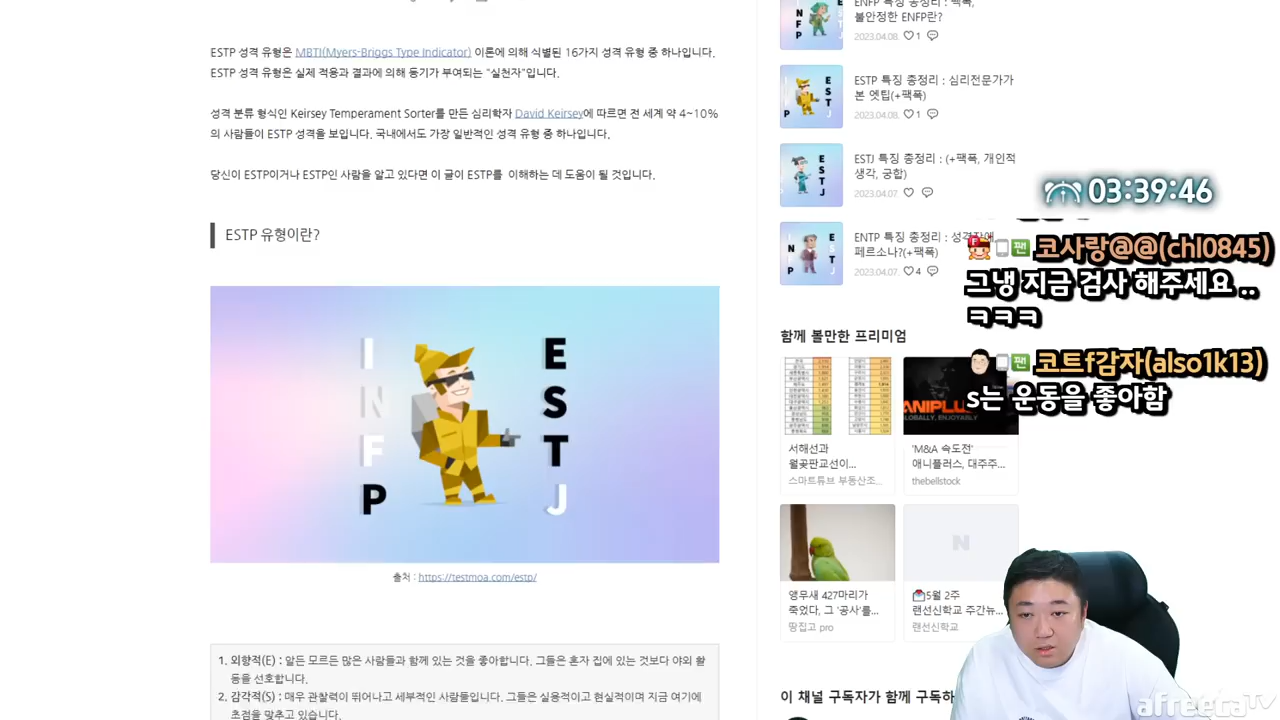 ESTP 성격 유형은 MBTI(Myers-Briggs Type Indicator) 이론에 의해 식별된 16가지 성격 유형 중 하나입니다.
ESTP 성격 유형은 실제 적용과 결과에 의해 동기가 부여되는 "실천자"입니다.
성격 분류 형식인 Keirsey Temperament Sorter를 만든 심리학자 David Keirsey에 따르면 전 세계 약 4~10%
의 사람들이 ESTP 성격을 보입니다. 국내에서도 가장 일반적인 성격 유형 중 하나입니다.
당신이 ESTP이거나 ESTP인 사람을 알고 있다면 이 글이 ESTP를 이해하는 데 도움이 될 것입니다.
ESTP 유형이란?
I
N
F
P
E
S
T
J
출처 : https://testmoa.com/estp/
1. 외향적(E) : 알든 모르든 많은 사람들과 함께 있는 것을 좋아합니다. 그들은 혼자 집에 있는 것보다 야외 활
동을 선호합니다.
2. 감각적(S) : 매우 관찰력이 뛰어나고 세부적인 사람들입니다. 그들은 실용적이고 현실적이며 지금 여기에
초점을 맞추고 있습니다.
ENFP 특징 총정리 : 팩폭,
불안정한 ENFP란?
2023.04.08. 1
N
F
P
ESTP 특징 총정리 : 심리전문가가
본 엣팁(+팩폭)
2023.04.08. 1
P
E
S
T
J
ESTJ 특징 총정리 : (+팩폭, 개인적
생각, 궁합)
2023.04.07
E
S
T
J
ENTP 특징 총정리 : 성격장애,
페르소나?(+팩폭)
2023.04.07. 4
I
N
F
P
함께 볼만한 프리미엄
ANIPLU
GLOBALLY, ENJOYABLY
서해선과
월곶판교선이...
스마트튜브 부동산조...
'M&A 속도전'
애니플러스, 대주주...
thebellstock
N
앵무새 427마리가
죽었다, 그 '공사'를...
땅집고 pro
5월 2주
랜선신학교 주간뉴...
랜선신학교
이 채널 구독자가 함께 구독하
03:39:46
F 팬 코사랑@@(chl0845)
그냥 지금 검사 해주세요 ..
ㅋㅋㅋ
팬 코트f감자(also1k13)
s는 운동을 좋아함
afreecaTV